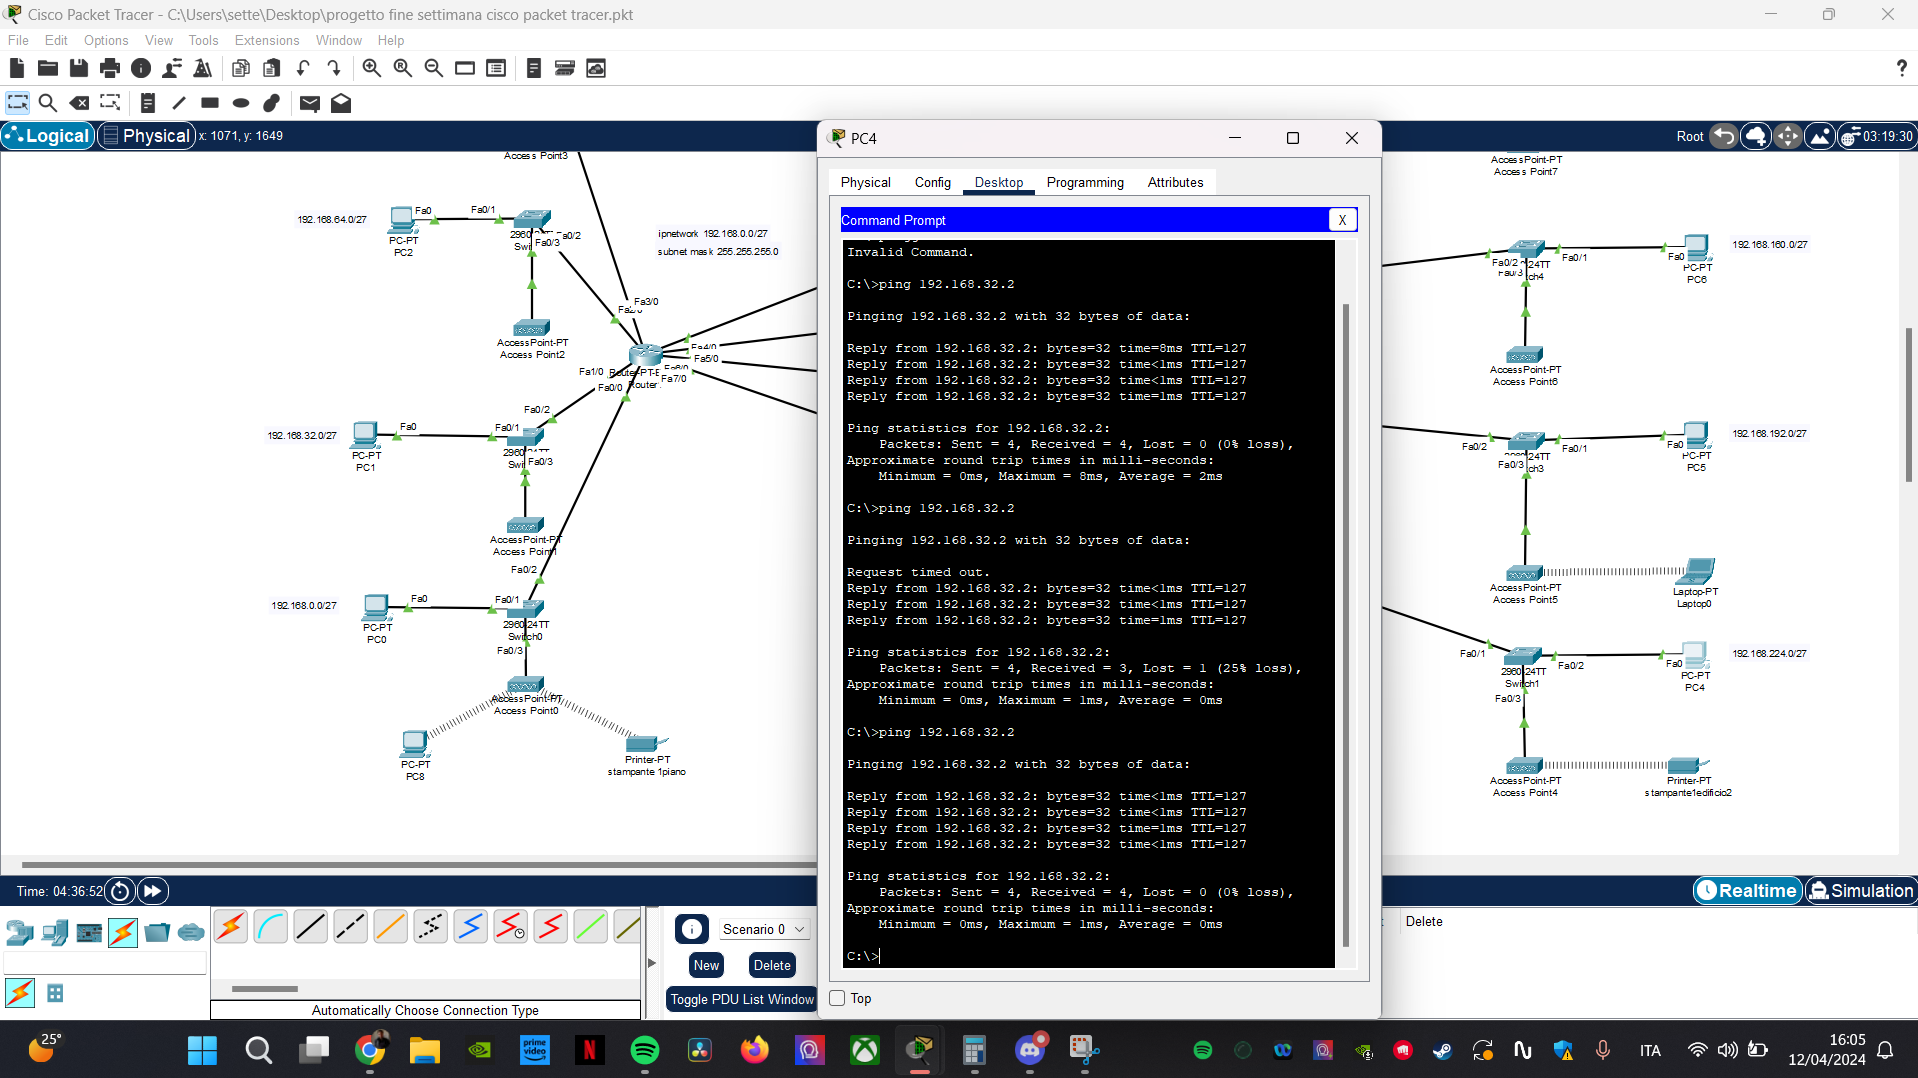 Cisco Packet Tracer - C:\Users\sette\Desktop\progetto fine settimana cisco packet tracer.pkt
File Edit Options View Tools Extensions Window Help
Logical Physical x: 1071, y: 1649
Root 03:19:30
PC4
Physical Config Desktop Programming Attributes
Command Prompt X
Invalid Command.
C:\>ping 192.168.32.2
Pinging 192.168.32.2 with 32 bytes of data:
Reply from 192.168.32.2: bytes=32 time=8ms TTL=127
Reply from 192.168.32.2: bytes=32 time<1ms TTL=127
Reply from 192.168.32.2: bytes=32 time<1ms TTL=127
Reply from 192.168.32.2: bytes=32 time=1ms TTL=127
Ping statistics for 192.168.32.2:
Packets: Sent = 4, Received = 4, Lost = 0 (0% loss),
Approximate round trip times in milli-seconds:
Minimum = 0ms, Maximum = 8ms, Average = 2ms
C:\>ping 192.168.32.2
Pinging 192.168.32.2 with 32 bytes of data:
Request timed out.
Reply from 192.168.32.2: bytes=32 time<1ms TTL=127
Reply from 192.168.32.2: bytes=32 time<1ms TTL=127
Reply from 192.168.32.2: bytes=32 time=1ms TTL=127
Ping statistics for 192.168.32.2:
Packets: Sent = 4, Received = 3, Lost = 1 (25% loss),
Approximate round trip times in milli-seconds:
Minimum = 0ms, Maximum = 1ms, Average = 0ms
C:\>ping 192.168.32.2
Pinging 192.168.32.2 with 32 bytes of data:
Reply from 192.168.32.2: bytes=32 time<1ms TTL=127
Reply from 192.168.32.2: bytes=32 time<1ms TTL=127
Reply from 192.168.32.2: bytes=32 time=1ms TTL=127
Reply from 192.168.32.2: bytes=32 time<1ms TTL=127
Ping statistics for 192.168.32.2:
Packets: Sent = 4, Received = 4, Lost = 0 (0% loss),
Approximate round trip times in milli-seconds:
Minimum = 0ms, Maximum = 1ms, Average = 0ms
C:\>
Top
Access Point3
192.168.64.0/27
Fa0 Fa0/1
PC-PT
PC2
Fa0/3 Fa0/2
ipnetwork 192.168.0.0/27
subnet mask 255.255.255.0
AccessPoint-PT
Access Point2
Fa3/0
Fa4/0
Fa5/0
Fa7/0
Fa1/0
Fa0/0
192.168.32.0/27
Fa0 Fa0/1
Fa0/2
PC-PT
PC1
Fa0/3
AccessPoint-PT
Access Point1
Fa0/2
192.168.0.0/27
Fa0 Fa0/1
PC-PT
PC0
2960-24TT
Switch0
Fa0/3
AccessPoint-PT
Access Point0
PC-PT
PC8
Printer-PT
stampante 1piano
AccessPoint-PT
Access Point7
192.168.160.0/27
Fa0/2 Fa0/1 Fa0
Fa0/3
PC-PT
PC6
AccessPoint-PT
Access Point6
192.168.192.0/27
Fa0/2 Fa0/1 Fa0
Fa0/3
PC-PT
PC5
AccessPoint-PT
Access Point5
Laptop-PT
Laptop0
192.168.224.0/27
Fa0/1 Fa0/2 Fa0
2960-24TT
Switch1
Fa0/3
PC-PT
PC4
AccessPoint-PT
Access Point4
Printer-PT
stampante1edificio2
Time: 04:36:52
Realtime Simulation
Scenario 0
New Delete
Toggle PDU List Window
Delete
Automatically Choose Connection Type
25°
prime video
N
ITA
16:05
12/04/2024